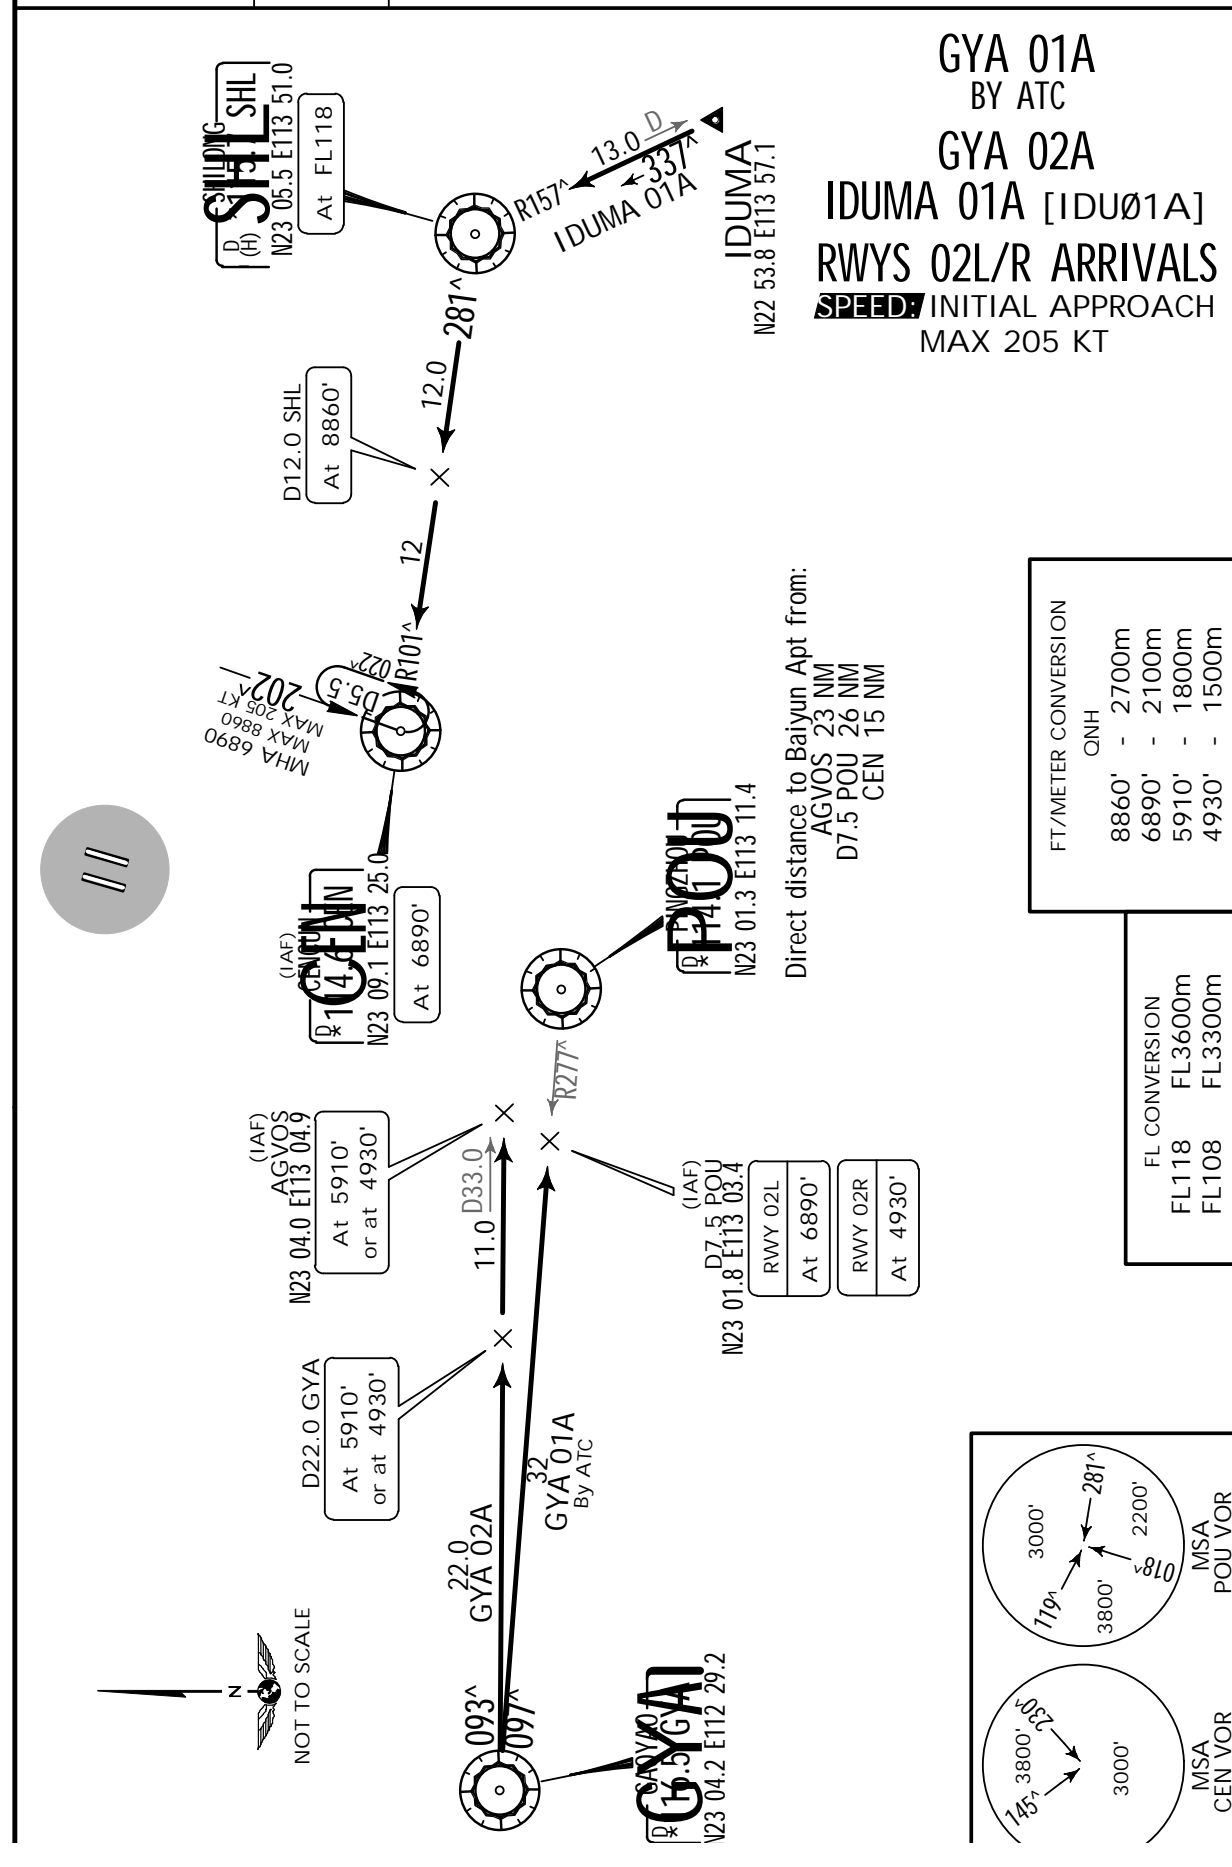 GYA 01A
BY ATC
GYA 02A
IDUMA 01A [IDUØ1A]
RWYS 02L/R ARRIVALS
SPEED: INITIAL APPROACH
MAX 205 KT
SHL
SHL
N23 05.5 E113 51.0
At FL118
D
(H)
R157^
13.0
D
337^
IDUMA 01A
IDUMA
N22 53.8 E113 57.1
281^
12.0
D12.0 SHL
At 8860'
12
R101^
022^
D5.5
202^
MAX 205 KT
MAX 8860
MHA 6890
(IAF)
CEN
N23 09.1 E113 25.0
At 6890'
POU
N23 01.3 E113 11.4
Direct distance to Baiyun Apt from:
AGVOS 23 NM
D7.5 POU 26 NM
CEN 15 NM
R277^
(IAF)
AGVOS
N23 04.0 E113 04.9
At 5910'
or at 4930'
D33.0
11.0
(IAF)
D7.5 POU
N23 01.8 E113 03.4
RWY 02L
At 6890'
RWY 02R
At 4930'
D22.0 GYA
At 5910'
or at 4930'
22.0
GYA 02A
32
GYA 01A
By ATC
093^
097^
GYA
N23 04.2 E112 29.2
N
NOT TO SCALE
FT/METER CONVERSION
QNH
8860' - 2700m
6890' - 2100m
5910' - 1800m
4930' - 1500m
FL CONVERSION
FL118 FL3600m
FL108 FL3300m
3000'
281^
2200'
018^
3800'
119^
MSA
POU VOR
230^
3800'
145^
3000'
MSA
CEN VOR